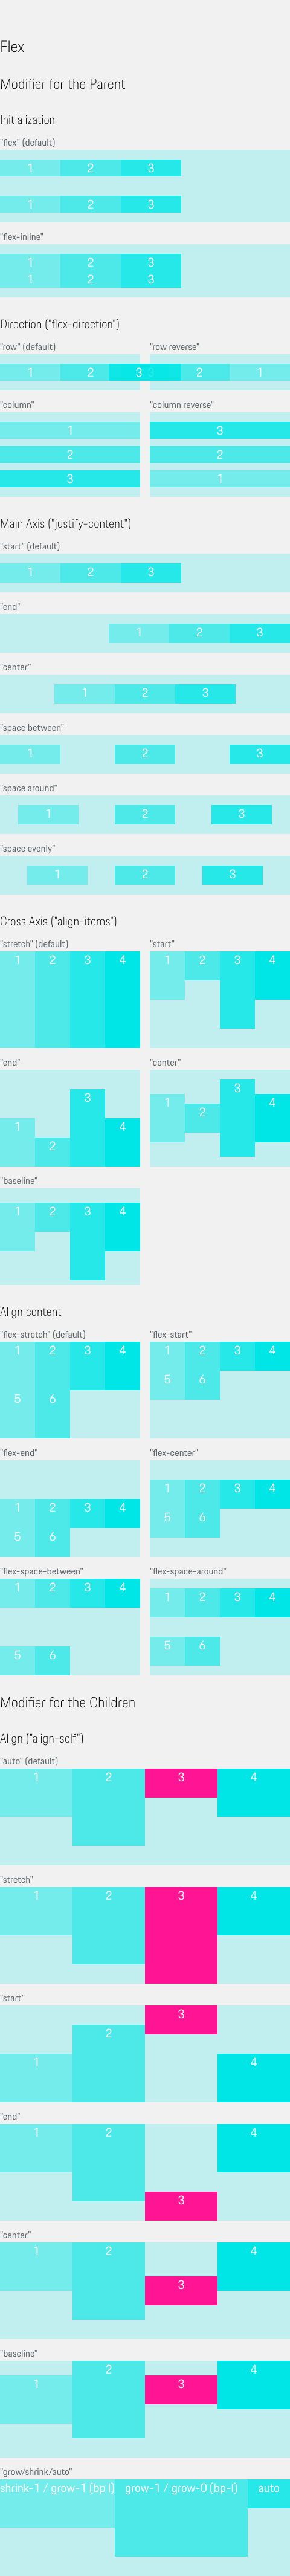 Flex
Modifier for the Parent
Initialization
"flex" (default)
1 2 3
1 2 3
"flex-inline"
1 2 3
1 2 3
Direction ("flex-direction")
"row" (default)
1 2 3
"row reverse"
3 2 1
"column"
1
2
3
"column reverse"
3
2
1
Main Axis ("justify-content")
"start" (default)
1 2 3
"end"
1 2 3
"center"
1 2 3
"space between"
1 2 3
"space around"
1 2 3
"space evenly"
1 2 3
Cross Axis ("align-items")
"stretch" (default)
1 2 3 4
"start"
1 2 3 4
"end"
1 2 3 4
"center"
1 2 3 4
"baseline"
1 2 3 4
Align content
"flex-stretch" (default)
1 2 3 4
5 6
"flex-start"
1 2 3 4
5 6
"flex-end"
1 2 3 4
5 6
"flex-center"
1 2 3 4
5 6
"flex-space-between"
1 2 3 4
5 6
"flex-space-around"
1 2 3 4
5 6
Modifier for the Children
Align ("align-self")
"auto" (default)
1 2 3 4
"stretch"
1 2 3 4
"start"
1 2 3 4
"end"
1 2 3 4
"center"
1 2 3 4
"baseline"
1 2 3 4
"grow/shrink/auto"
shrink-1 / grow-1 (bp l) grow-1 / grow-0 (bp-l) auto